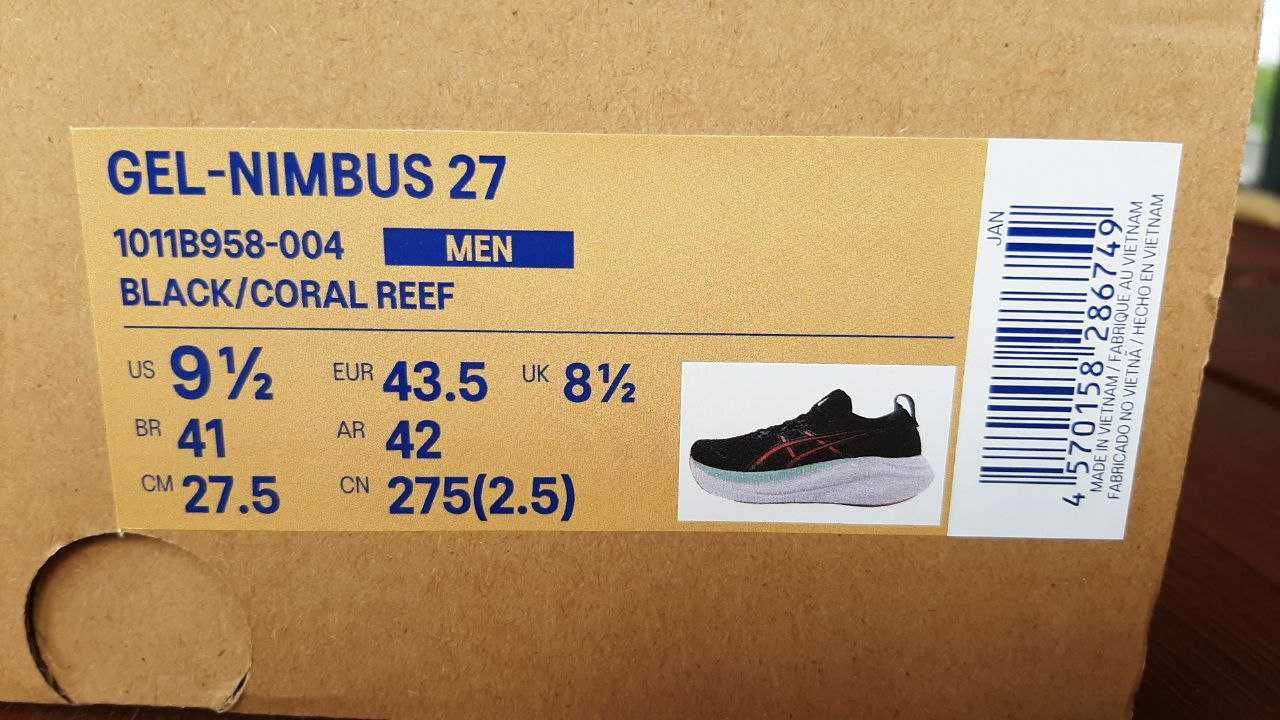 GEL-NIMBUS 27
1011B958-004 MEN
BLACK/CORAL REEF
US 9½ EUR 43.5 UK 8½
BR 41 AR 42
CM 27.5 CN 275(2.5)
JAN
4 570158 286749
MADE IN VIETNAM / FABRIQUE AU VIETNAM
FABRICADO NO VIETNÃ / HECHO EN VIETNAM